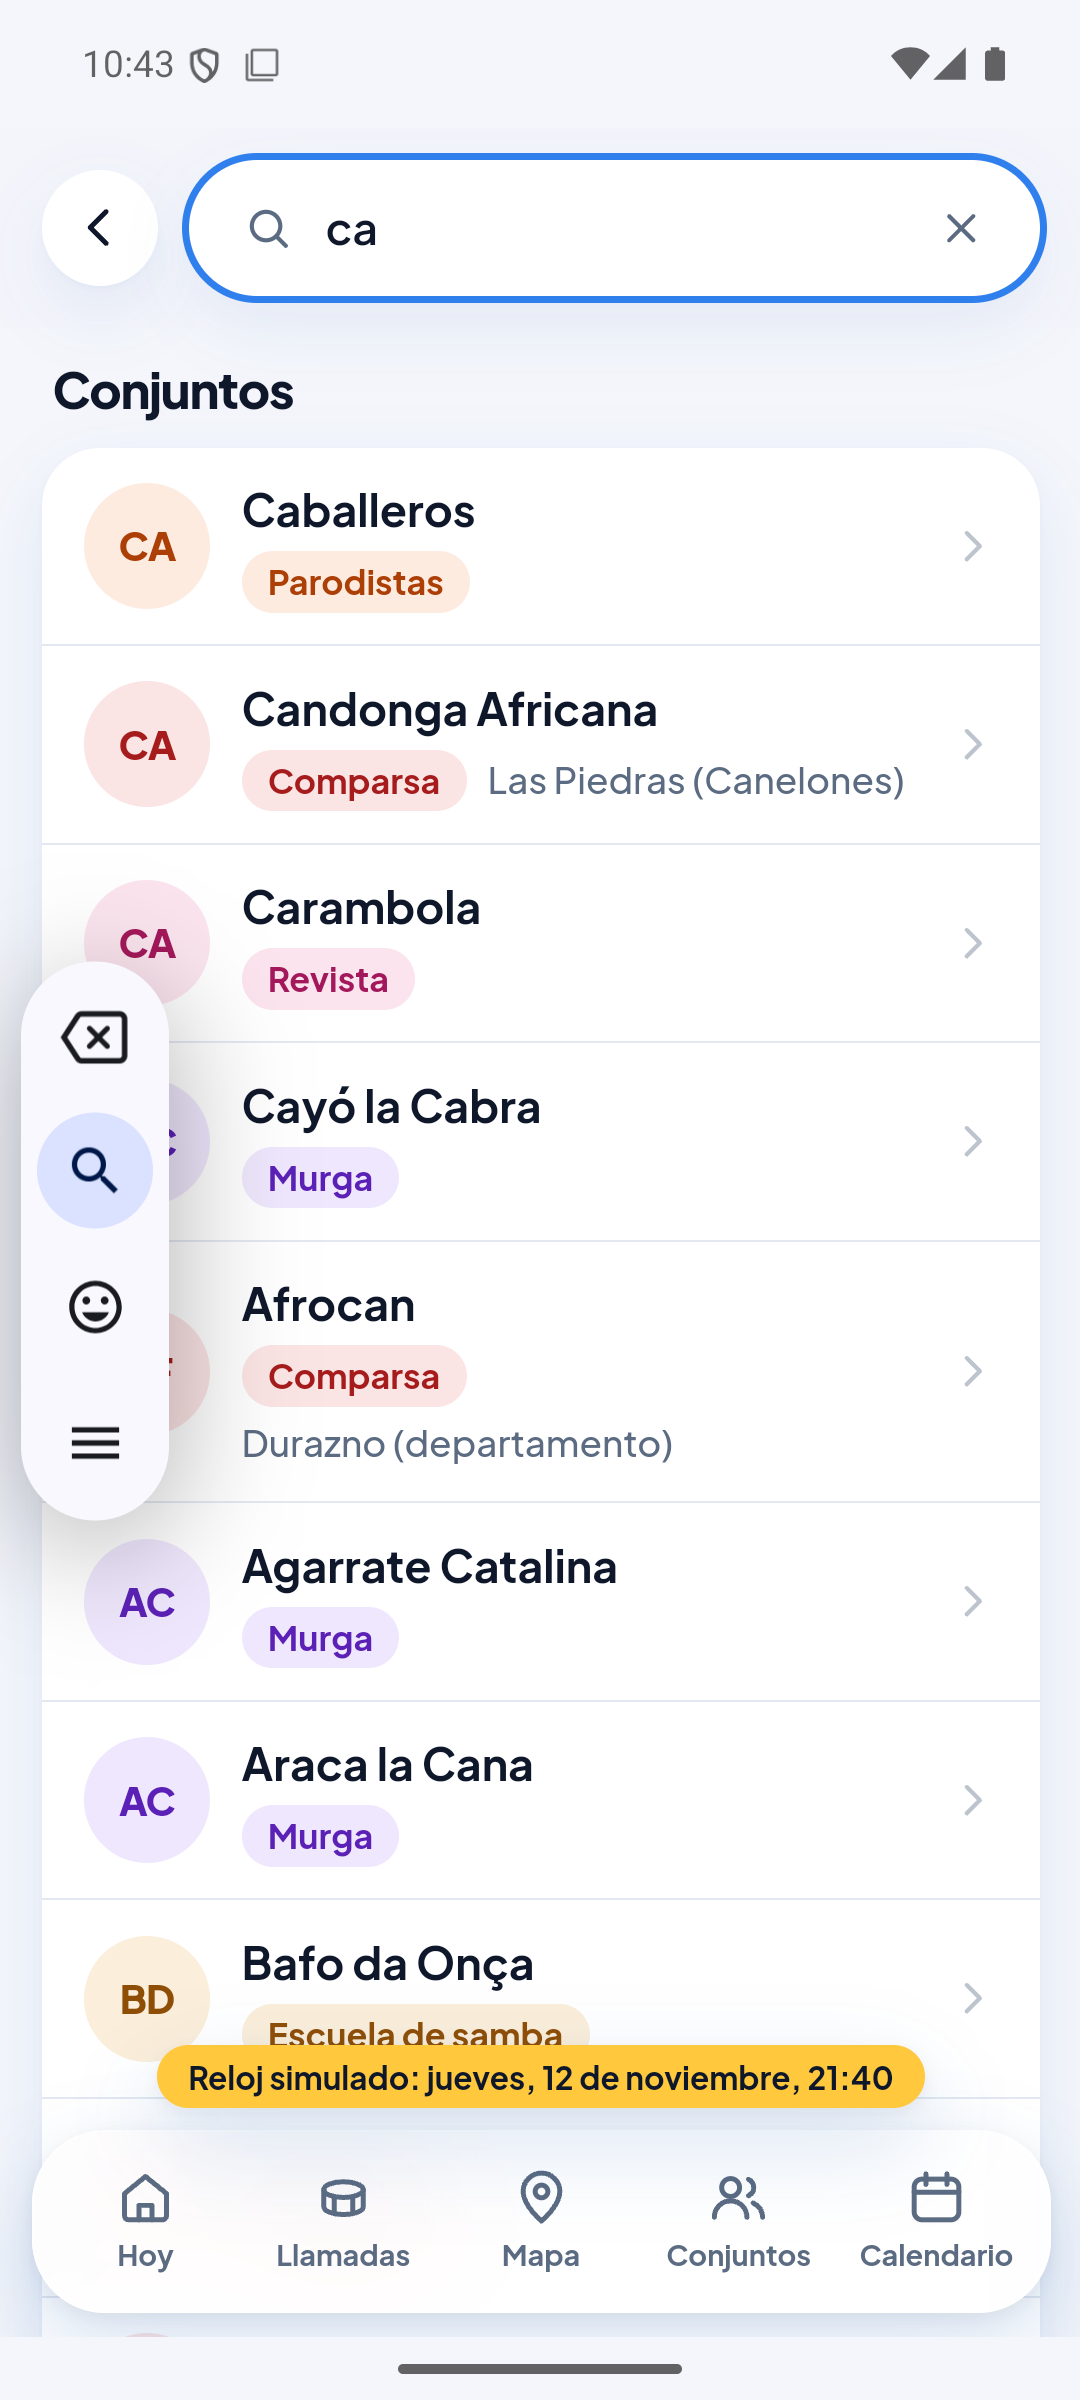 10:43
ca
Conjuntos
CA
Caballeros
Parodistas
CA
Candonga Africana
Comparsa Las Piedras (Canelones)
CA
Carambola
Revista
Cayó la Cabra
Murga
Afrocan
Comparsa
Durazno (departamento)
AC
Agarrate Catalina
Murga
AC
Araca la Cana
Murga
BD
Bafo da Onça
Escuela de samba
Reloj simulado: jueves, 12 de noviembre, 21:40
Hoy Llamadas Mapa Conjuntos Calendario